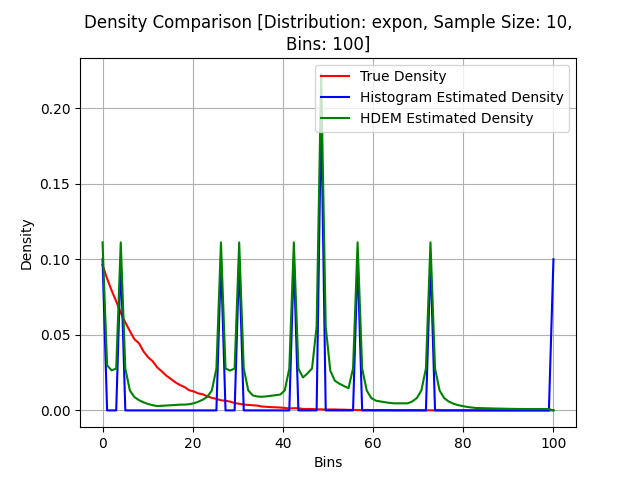 Density Comparison [Distribution: expon, Sample Size: 10,
Bins: 100]
True Density
Histogram Estimated Density
HDEM Estimated Density
0.20
0.15
0.10
0.05
0.00
Density
0 20 40 60 80 100
Bins